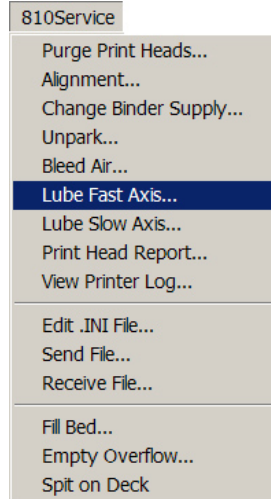 810Service
Purge Print Heads...
Alignment...
Change Binder Supply...
Unpark...
Bleed Air...
Lube Fast Axis...
Lube Slow Axis...
Print Head Report...
View Printer Log...
Edit .INI File...
Send File...
Receive File...
Fill Bed...
Empty Overflow...
Spit on Deck